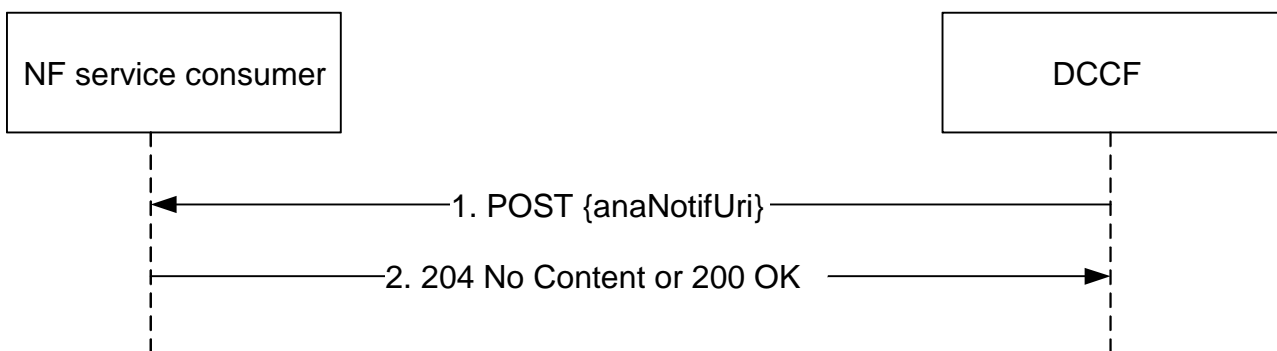 NF service consumer
DCCF
1. POST {anaNotifUri}
2. 204 No Content or 200 OK